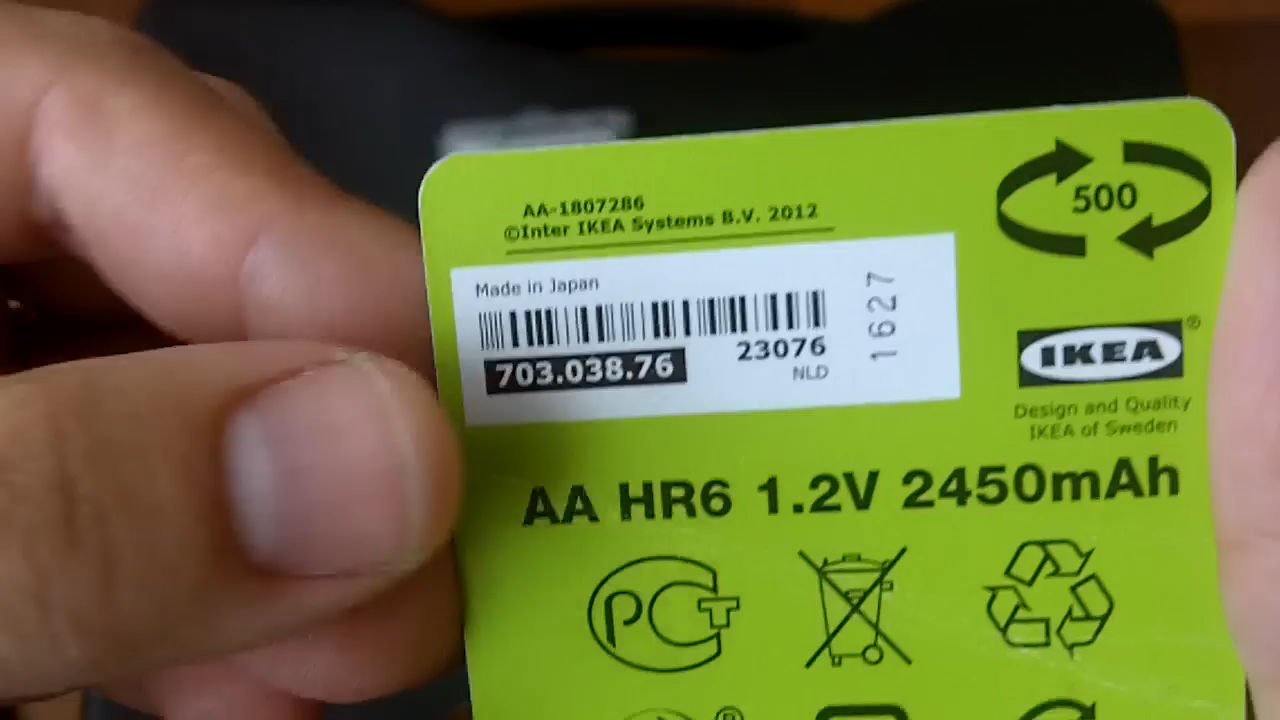 AA-1807286
©Inter IKEA Systems B.V. 2012
500
Made in Japan
703.038.76
23076
NLD
1627
IKEA®
Design and Quality
IKEA of Sweden
AA HR6 1.2V 2450mAh
PCT
®